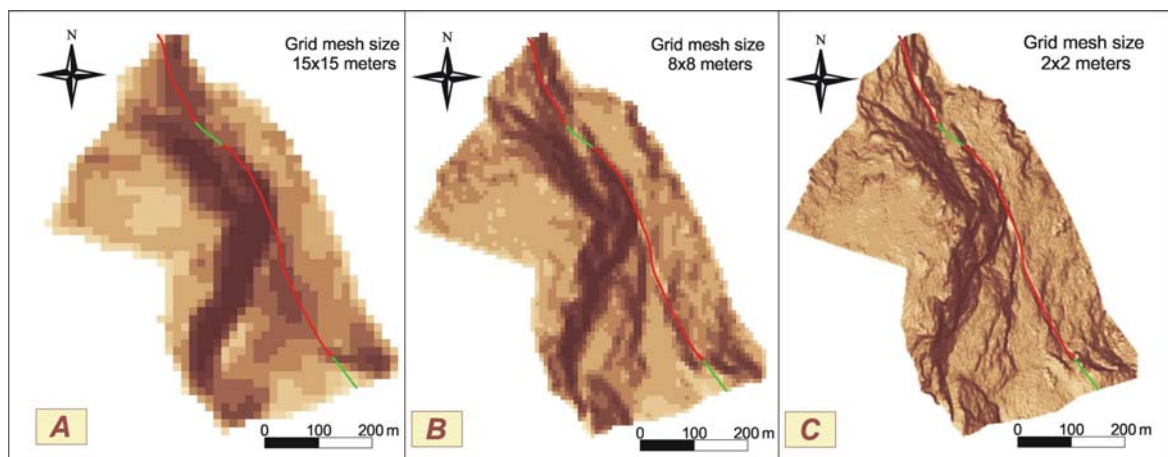 N
Grid mesh size
15x15 meters
A
0 100 200 m
N
Grid mesh size
8x8 meters
B
0 100 200 m
N
Grid mesh size
2x2 meters
C
0 100 200 m